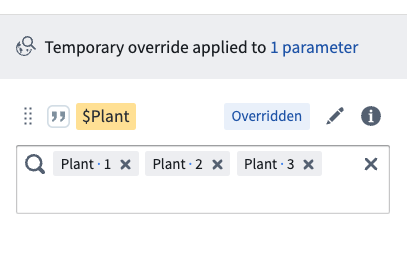 Temporary override applied to 1 parameter
$Plant Overridden
Plant · 1 Plant · 2 Plant · 3